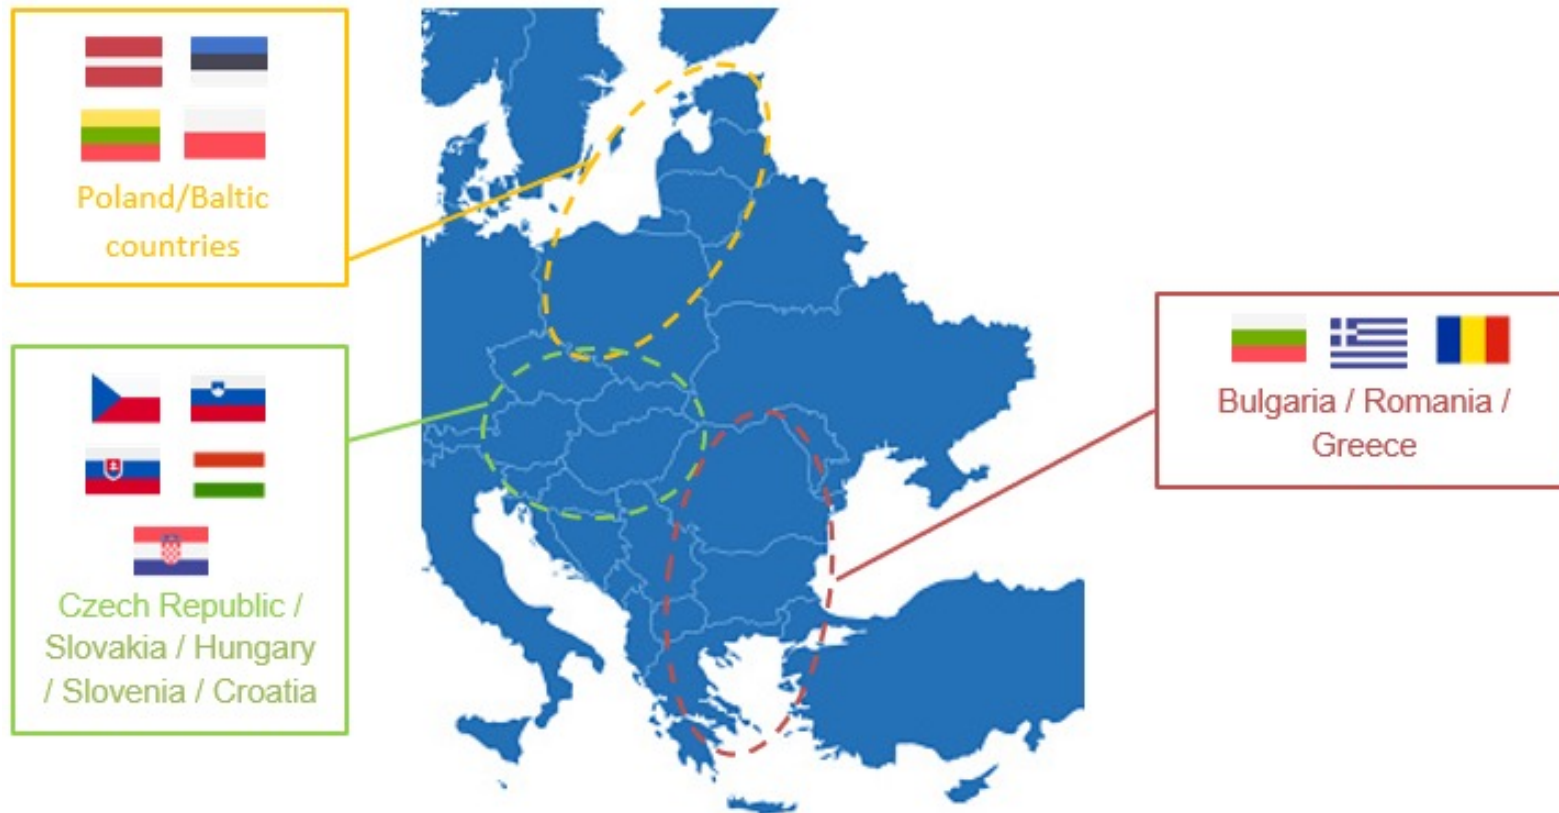 Poland/Baltic
countries
Czech Republic /
Slovakia / Hungary
/ Slovenia / Croatia
Bulgaria / Romania /
Greece